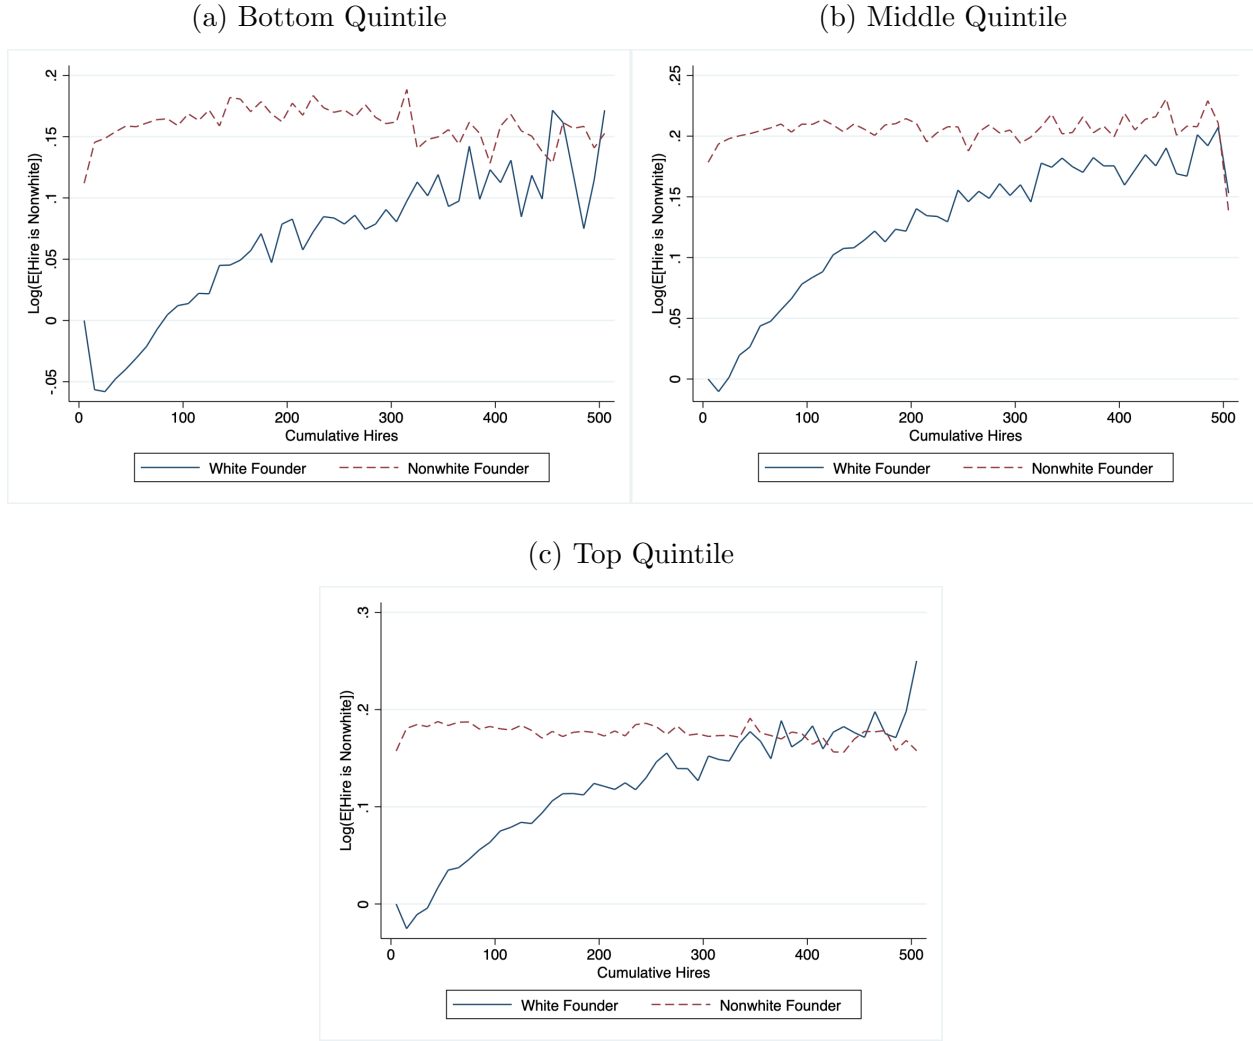 (a) Bottom Quintile
Log(E[Hire is Nonwhite])
.2
.15
.1
.05
0
-.05
0 100 200 300 400 500
Cumulative Hires
White Founder Nonwhite Founder
(b) Middle Quintile
Log(E[Hire is Nonwhite])
.25
.2
.15
.1
.05
0
0 100 200 300 400 500
Cumulative Hires
White Founder Nonwhite Founder
(c) Top Quintile
Log(E[Hire is Nonwhite])
.3
.2
.1
0
0 100 200 300 400 500
Cumulative Hires
White Founder Nonwhite Founder